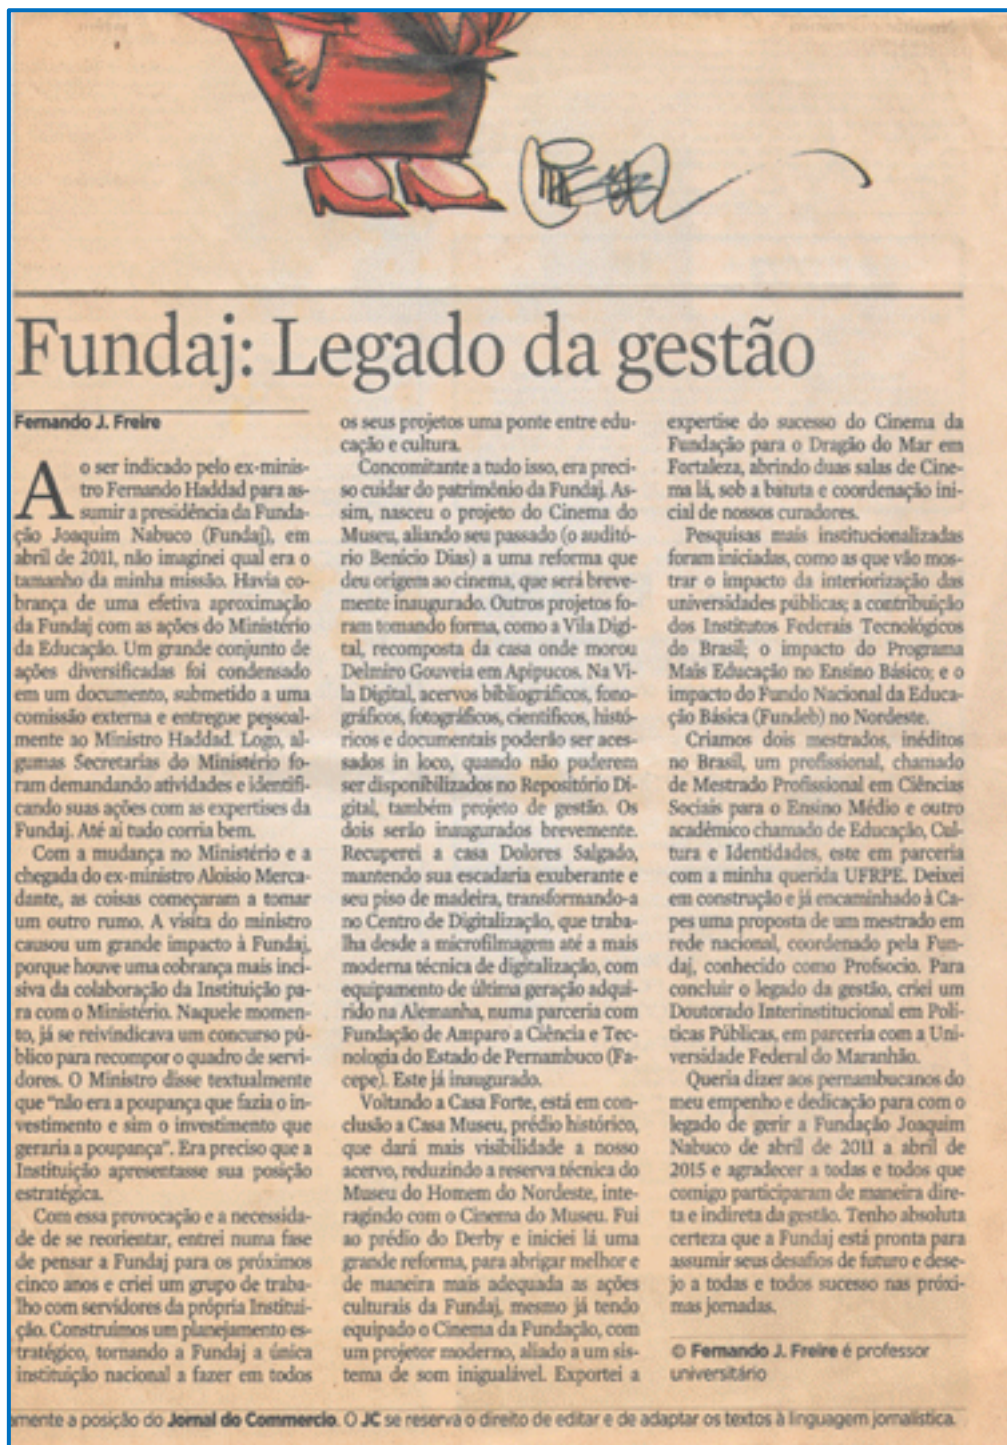 Fundaj: Legado da gestão
Fernando J. Freire
Ao ser indicado pelo ex-minis-
tro Fernando Haddad para as-
sumir a presidência da Funda-
ção Joaquim Nabuco (Fundaj), em
abril de 2011, não imaginei qual era o
tamanho da minha missão. Havia co-
brança de uma efetiva aproximação
da Fundaj com as ações do Ministério
da Educação. Um grande conjunto de
ações diversificadas foi condensado
em um documento, submetido a uma
comissão externa e entregue pessoal-
mente ao Ministro Haddad. Logo, al-
gumas Secretarias do Ministério fo-
ram demandando atividades e identifi-
cando suas ações com as expertises da
Fundaj. Até aí tudo corria bem.
Com a mudança no Ministério e a
chegada do ex-ministro Aloisio Merca-
dante, as coisas começaram a tomar
um outro rumo. A visita do ministro
causou um grande impacto à Fundaj,
porque houve uma cobrança mais inci-
siva da colaboração da Instituição pa-
ra com o Ministério. Naquele momen-
to, já se reivindicava um concurso pú-
blico para recompor o quadro de servi-
dores. O Ministro disse textualmente
que “não era a poupança que fazia o in-
vestimento e sim o investimento que
geraria a poupança”. Era preciso que a
Instituição apresentasse sua posição
estratégica.
Com essa provocação e a necessida-
de de se reorientar, entrei numa fase
de pensar a Fundaj para os próximos
cinco anos e criei um grupo de traba-
lho com servidores da própria Institui-
ção. Construímos um planejamento es-
tratégico, tornando a Fundaj a única
instituição nacional a fazer em todos
os seus projetos uma ponte entre edu-
cação e cultura.
Concomitante a tudo isso, era preci-
so cuidar do patrimônio da Fundaj. As-
sim, nasceu o projeto do Cinema do
Museu, aliando seu passado (o auditó-
rio Benício Dias) a uma reforma que
deu origem ao cinema, que será breve-
mente inaugurado. Outros projetos fo-
ram tomando forma, como a Vila Digi-
tal, recomposta da casa onde morou
Delmiro Gouveia em Apipucos. Na Vi-
la Digital, acervos bibliográficos, fono-
gráficos, fotográficos, científicos, histó-
ricos e documentais poderão ser aces-
sados in loco, quando não puderem
ser disponibilizados no Repositório Di-
gital, também projeto de gestão. Os
dois serão inaugurados brevemente.
Recuperei a casa Dolores Salgado,
mantendo sua escadaria exuberante e
seu piso de madeira, transformando-a
no Centro de Digitalização, que traba-
lha desde a microfilmagem até a mais
moderna técnica de digitalização, com
equipamento de última geração adqui-
rido na Alemanha, numa parceria com
Fundação de Amparo a Ciência e Tec-
nologia do Estado de Pernambuco (Fa-
cepe). Este já inaugurado.
Voltando a Casa Forte, está em con-
clusão a Casa Museu, prédio histórico,
que dará mais visibilidade a nosso
acervo, reduzindo a reserva técnica do
Museu do Homem do Nordeste, inte-
ragindo com o Cinema do Museu. Fui
ao prédio do Derby e iniciei lá uma
grande reforma, para abrigar melhor e
de maneira mais adequada as ações
culturais da Fundaj, mesmo já tendo
equipado o Cinema da Fundação, com
um projetor moderno, aliado a um sis-
tema de som inigualável. Exportei a
expertise do sucesso do Cinema da
Fundação para o Dragão do Mar em
Fortaleza, abrindo duas salas de Cine-
ma lá, sob a batuta e coordenação ini-
cial de nossos curadores.
Pesquisas mais institucionalizadas
foram iniciadas, como as que vão mos-
trar o impacto da interiorização das
universidades públicas; a contribuição
dos Institutos Federais Tecnológicos
do Brasil; o impacto do Programa
Mais Educação no Ensino Básico; e o
impacto do Fundo Nacional da Educa-
ção Básica (Fundeb) no Nordeste.
Criamos dois mestrados, inéditos
no Brasil, um profissional, chamado
de Mestrado Profissional em Ciências
Sociais para o Ensino Médio e outro
acadêmico chamado de Educação, Cul-
tura e Identidades, este em parceria
com a minha querida UFRPE. Deixei
em construção e já encaminhado à Ca-
pes uma proposta de um mestrado em
rede nacional, coordenado pela Fun-
daj, conhecido como Profsocio. Para
concluir o legado da gestão, criei um
Doutorado Interinstitucional em Polí-
ticas Públicas, em parceria com a Uni-
versidade Federal do Maranhão.
Queria dizer aos pernambucanos do
meu empenho e dedicação para com o
legado de gerir a Fundação Joaquim
Nabuco de abril de 2011 a abril de
2015 e agradecer a todas e todos que
comigo participaram de maneira dire-
ta e indireta da gestão. Tenho absoluta
certeza que a Fundaj está pronta para
assumir seus desafios de futuro e dese-
jo a todas e todos sucesso nas próxi-
mas jornadas.
Fernando J. Freire é professor
universitário
amente a posição do Jornal do Commercio. O JC se reserva o direito de editar e de adaptar os textos à linguagem jornalística.